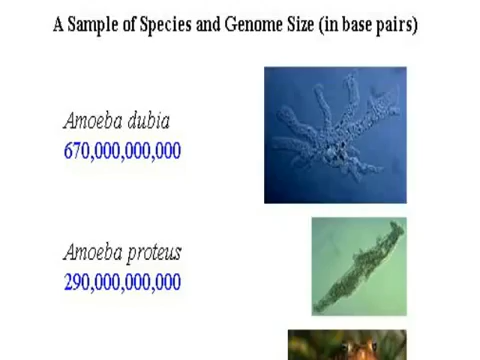 A Sample of Species and Genome Size (in base pairs)
Amoeba dubia
670,000,000,000
Amoeba proteus
290,000,000,000